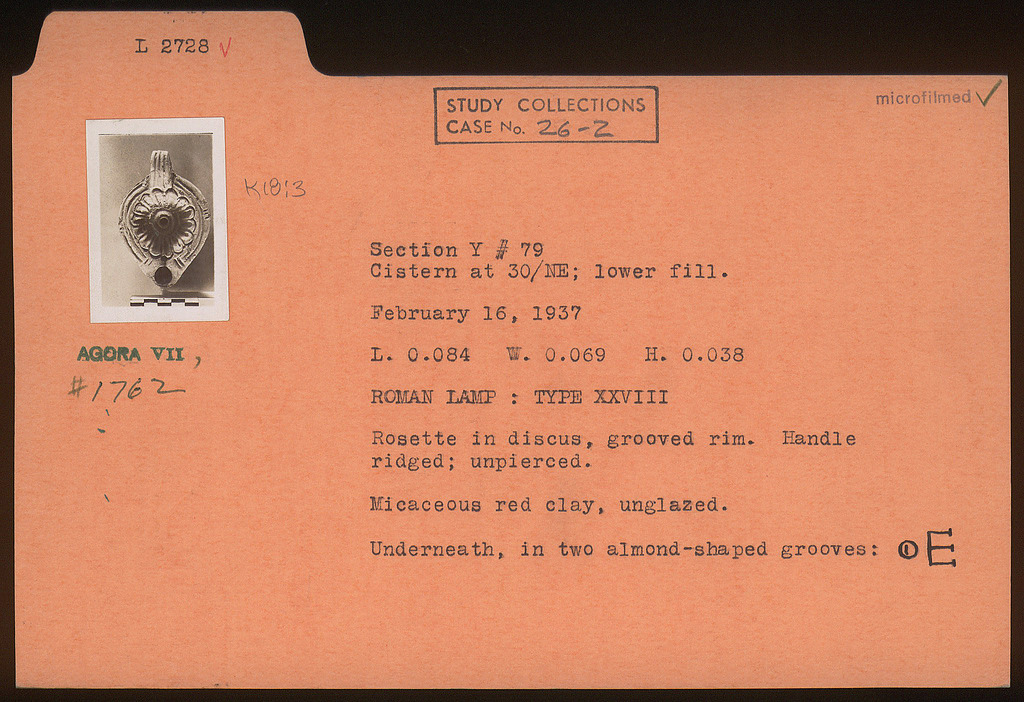 L 2728 ✓
STUDY COLLECTIONS
CASE No. 26-2
microfilmed ✓
Section Y # 79
Cistern at 30/NE; lower fill.
February 16, 1937
L. 0.084 W. 0.069 H. 0.038
AGORA VII,
#1762
ROMAN LAMP : TYPE XXVIII
Rosette in discus, grooved rim. Handle
ridged; unpierced.
Micaceous red clay, unglazed.
Underneath, in two almond-shaped grooves: E